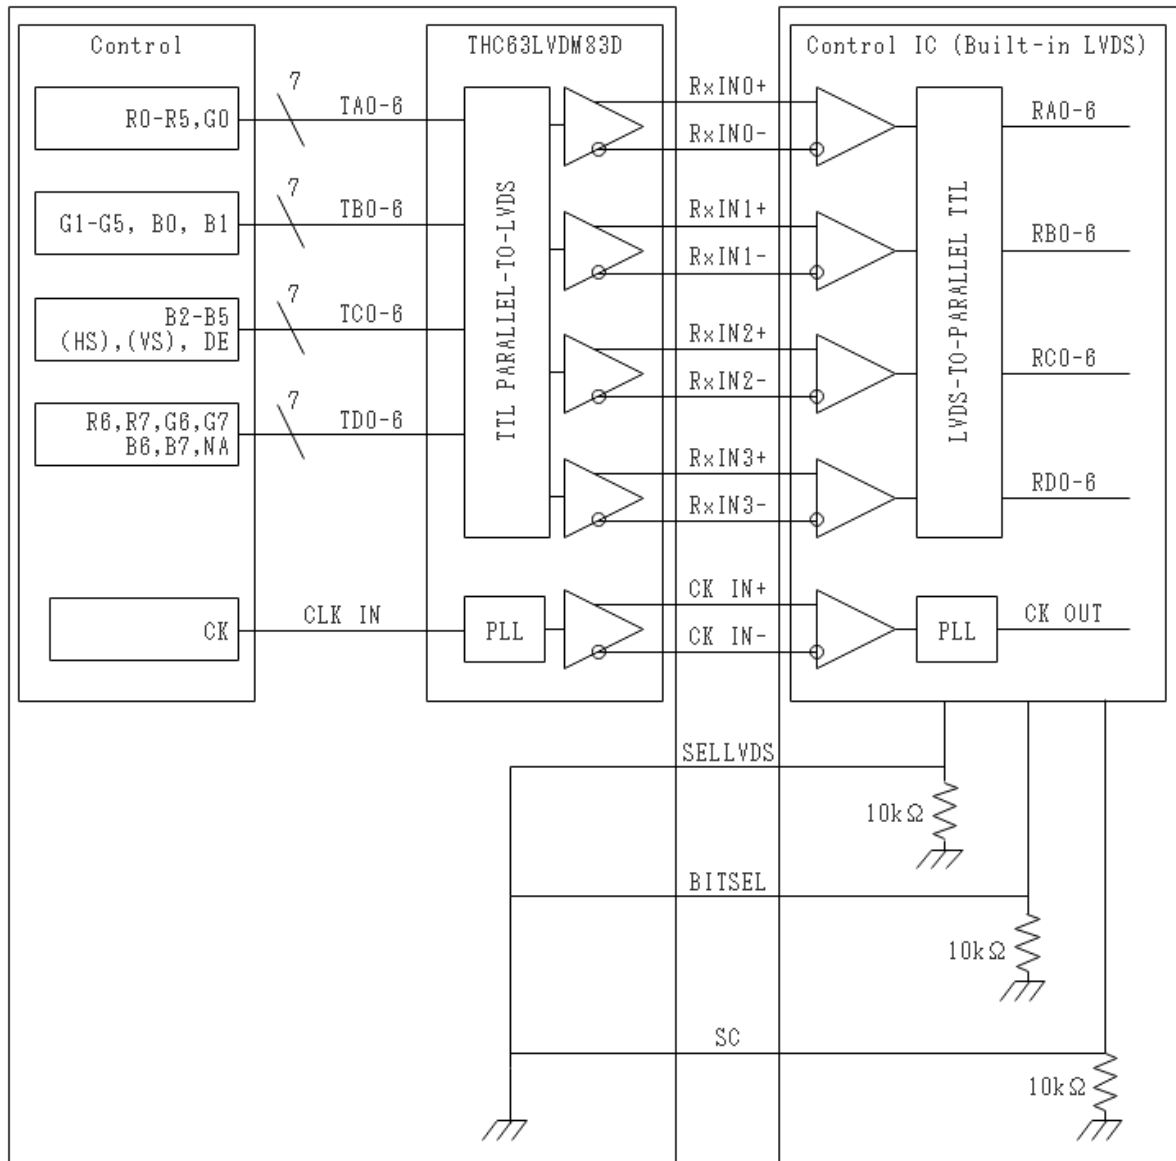 Control
THC63LVDM83D
Control IC (Built-in LVDS)
R0-R5,G0
7
TA0-6
RxIN0+
RxIN0-
RA0-6
G1-G5, B0, B1
7
TB0-6
RxIN1+
RxIN1-
RB0-6
B2-B5
(HS),(VS), DE
7
TC0-6
RxIN2+
RxIN2-
RC0-6
R6,R7,G6,G7
B6,B7,NA
7
TD0-6
RxIN3+
RxIN3-
RD0-6
TTL PARALLEL-TO-LVDS
LVDS-TO-PARALLEL TTL
CK
CLK IN
PLL
CK IN+
CK IN-
PLL
CK OUT
SELLVDS
10kΩ
BITSEL
10kΩ
SC
10kΩ